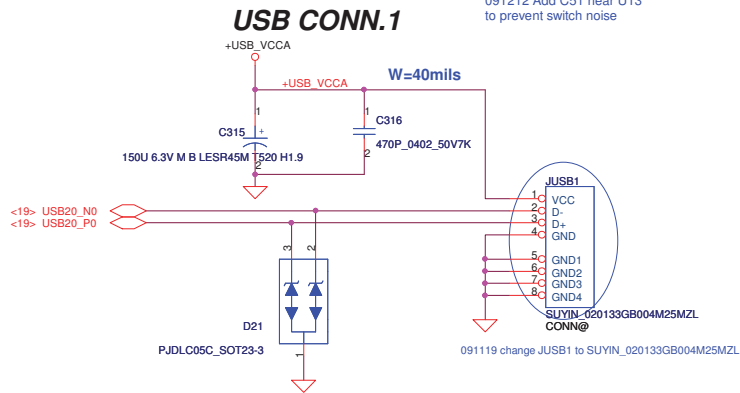 091212 Add C51 near U13
to prevent switch noise
USB CONN.1
+USB_VCCA
+USB_VCCA
W=40mils
1
C315
+
2
150U 6.3V M B LESR45M T520 H1.9
1
C316
2
470P_0402_50V7K
<19> USB20_N0
<19> USB20_P0
JUSB1
1 VCC
2 D-
3 D+
4 GND
5 GND1
6 GND2
7 GND3
8 GND4
SUYIN_020133GB004M25MZL
CONN@
3
2
D21
1
PJDLC05C_SOT23-3
091119 change JUSB1 to SUYIN_020133GB004M25MZL